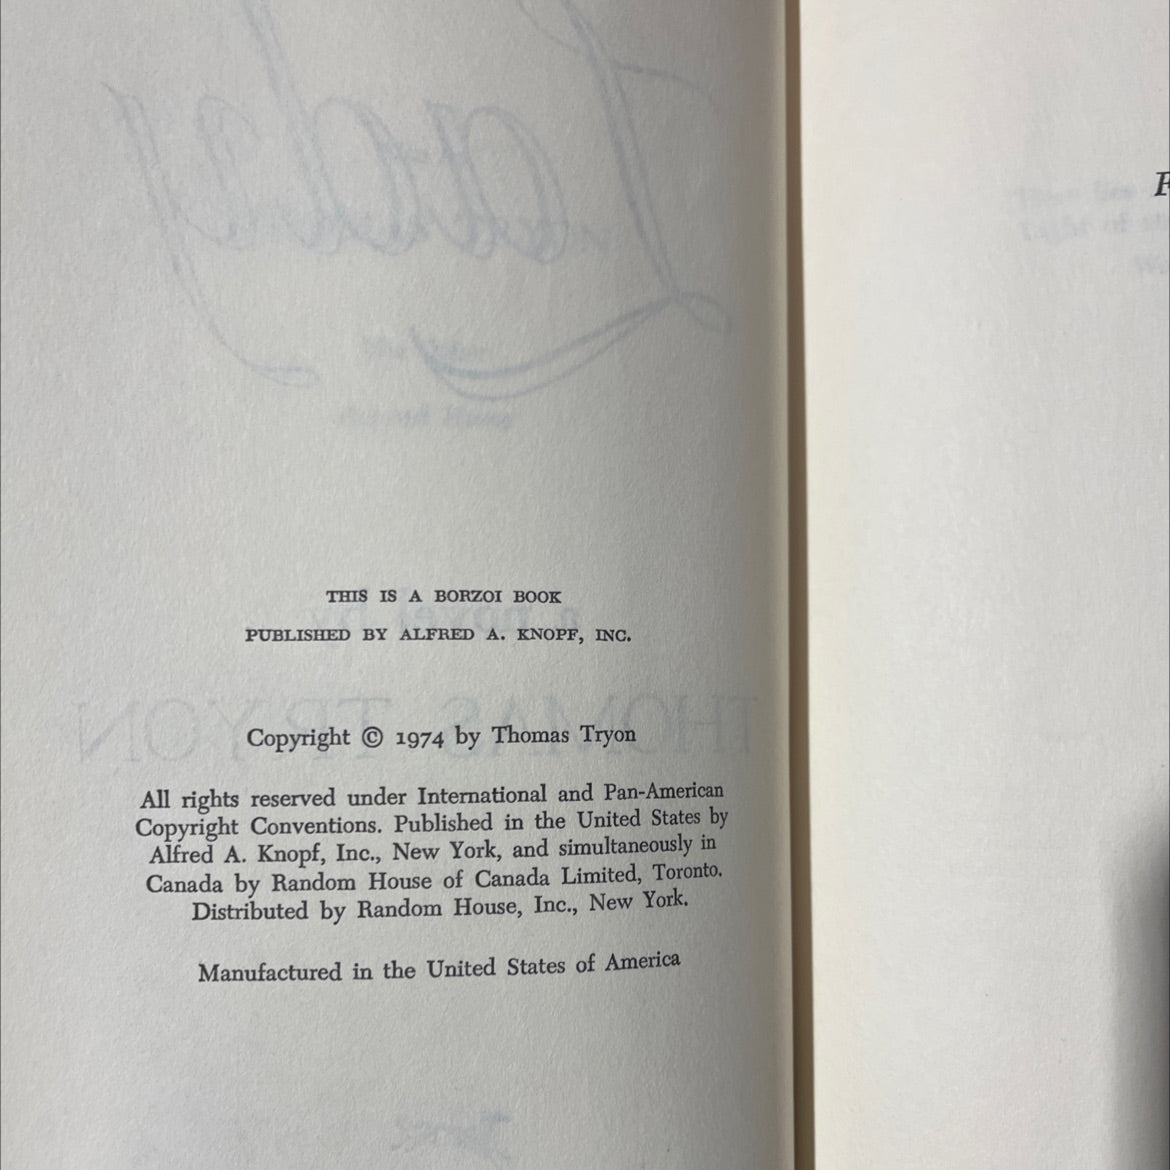 THIS IS A BORZOI BOOK
PUBLISHED BY ALFRED A. KNOPF, INC.
Copyright © 1974 by Thomas Tryon
All rights reserved under International and Pan-American
Copyright Conventions. Published in the United States by
Alfred A. Knopf, Inc., New York, and simultaneously in
Canada by Random House of Canada Limited, Toronto.
Distributed by Random House, Inc., New York.
Manufactured in the United States of America